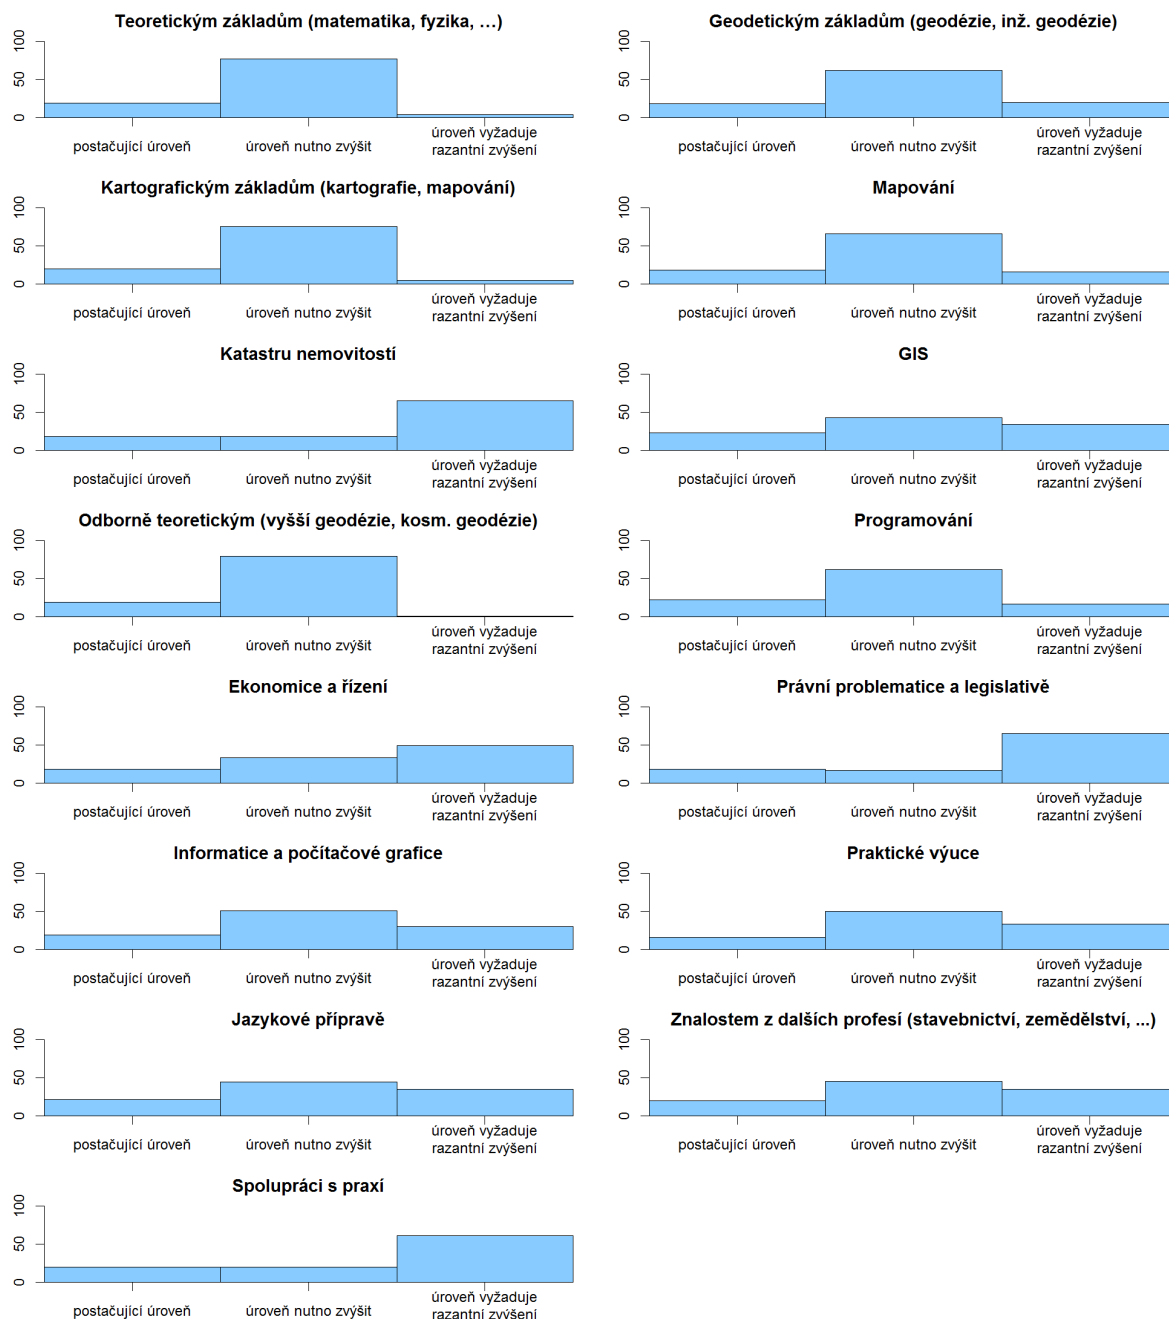 Teoretickým základům (matematika, fyzika, …)
100
50
0
postačující úroveň
úroveň nutno zvýšit
úroveň vyžaduje
razantní zvýšení
Geodetickým základům (geodézie, inž. geodézie)
100
50
0
postačující úroveň
úroveň nutno zvýšit
úroveň vyžaduje
razantní zvýšení
Kartografickým základům (kartografie, mapování)
100
50
0
postačující úroveň
úroveň nutno zvýšit
úroveň vyžaduje
razantní zvýšení
Mapování
100
50
0
postačující úroveň
úroveň nutno zvýšit
úroveň vyžaduje
razantní zvýšení
Katastru nemovitostí
100
50
0
postačující úroveň
úroveň nutno zvýšit
úroveň vyžaduje
razantní zvýšení
GIS
100
50
0
postačující úroveň
úroveň nutno zvýšit
úroveň vyžaduje
razantní zvýšení
Odborně teoretickým (vyšší geodézie, kosm. geodézie)
100
50
0
postačující úroveň
úroveň nutno zvýšit
úroveň vyžaduje
razantní zvýšení
Programování
100
50
0
postačující úroveň
úroveň nutno zvýšit
úroveň vyžaduje
razantní zvýšení
Ekonomice a řízení
100
50
0
postačující úroveň
úroveň nutno zvýšit
úroveň vyžaduje
razantní zvýšení
Právní problematice a legislativě
100
50
0
postačující úroveň
úroveň nutno zvýšit
úroveň vyžaduje
razantní zvýšení
Informatice a počítačové grafice
100
50
0
postačující úroveň
úroveň nutno zvýšit
úroveň vyžaduje
razantní zvýšení
Praktické výuce
100
50
0
postačující úroveň
úroveň nutno zvýšit
úroveň vyžaduje
razantní zvýšení
Jazykové přípravě
100
50
0
postačující úroveň
úroveň nutno zvýšit
úroveň vyžaduje
razantní zvýšení
Znalostem z dalších profesí (stavebnictví, zemědělství, ...)
100
50
0
postačující úroveň
úroveň nutno zvýšit
úroveň vyžaduje
razantní zvýšení
Spolupráci s praxí
100
50
0
postačující úroveň
úroveň nutno zvýšit
úroveň vyžaduje
razantní zvýšení